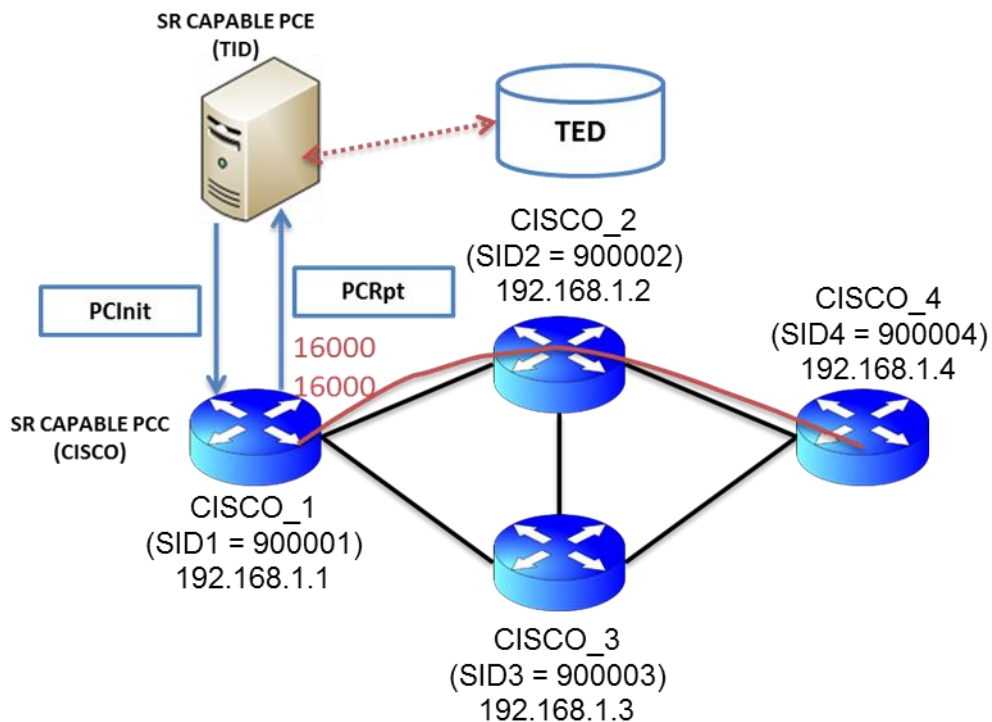 SR CAPABLE PCE
(TID)
TED
CISCO_2
(SID2 = 900002)
192.168.1.2
PCInit
PCRpt
CISCO_4
(SID4 = 900004)
192.168.1.4
16000
16000
SR CAPABLE PCC
(CISCO)
CISCO_1
(SID1 = 900001)
192.168.1.1
CISCO_3
(SID3 = 900003)
192.168.1.3